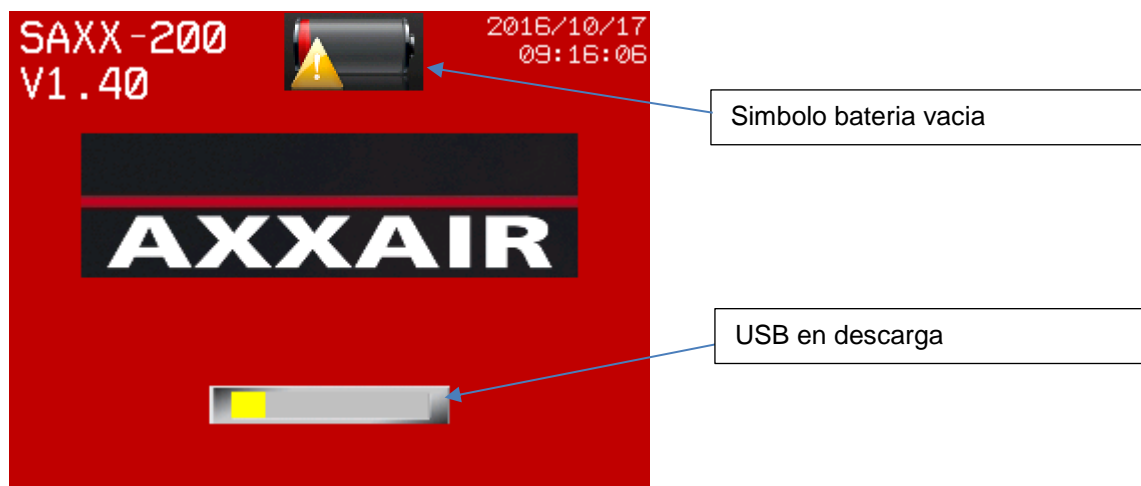 SAXX-200
V1.40
2016/10/17
09:16:06
Simbolo bateria vacia
AXXAIR
USB en descarga